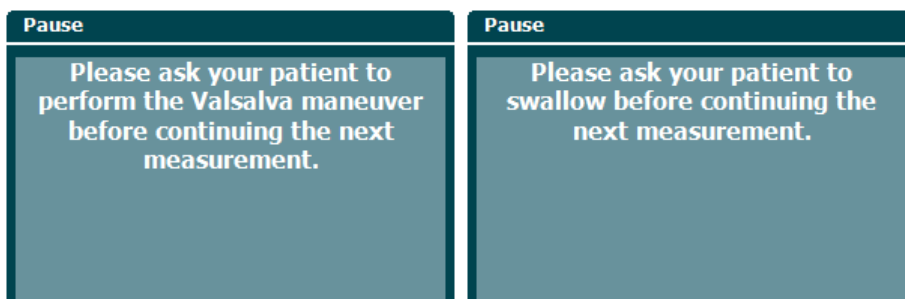 Pause
Please ask your patient to
perform the Valsalva maneuver
before continuing the next
measurement.
Pause
Please ask your patient to
swallow before continuing the
next measurement.